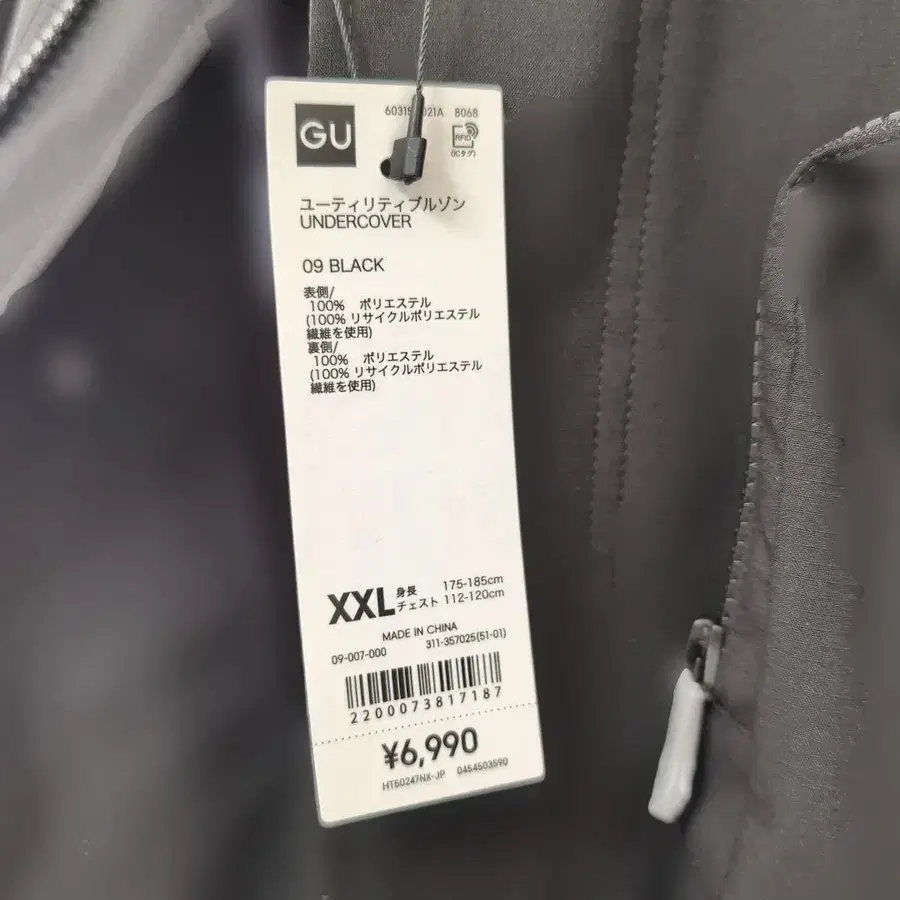 GU
8068
RFID
(ICタグ)
ユーティリティブルゾン
UNDERCOVER
09 BLACK
表側/
100% ポリエステル
(100% リサイクルポリエステル
繊維を使用)
裏側/
100% ポリエステル
(100% リサイクルポリエステル
繊維を使用)
XXL
身長 175-185cm
チェスト 112-120cm
MADE IN CHINA
09-007-000 311-357025(51-01)
2200073817187
¥6,990
HT50247NX-JP 0454503590